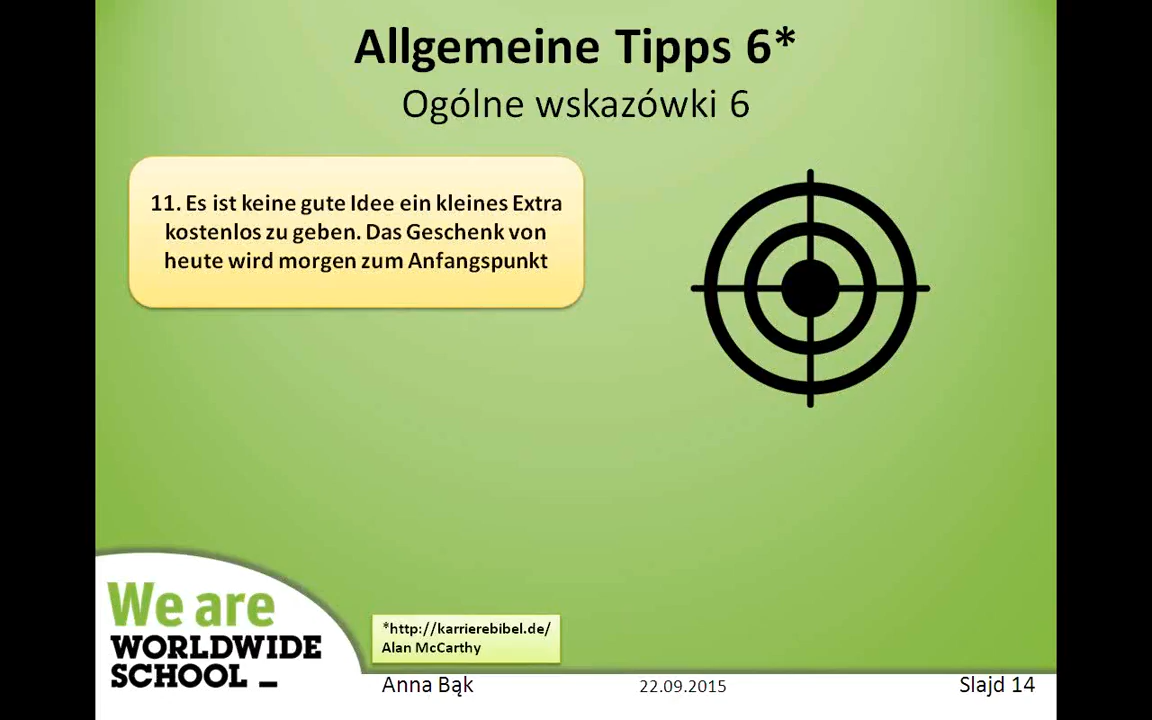 Allgemeine Tipps 6*
Ogólne wskazówki 6
11. Es ist keine gute Idee ein kleines Extra
kostenlos zu geben. Das Geschenk von
heute wird morgen zum Anfangspunkt
We are
WORLDWIDE
SCHOOL _
*http://karrierebibel.de/
Alan McCarthy
Anna Bąk
22.09.2015
Slajd 14